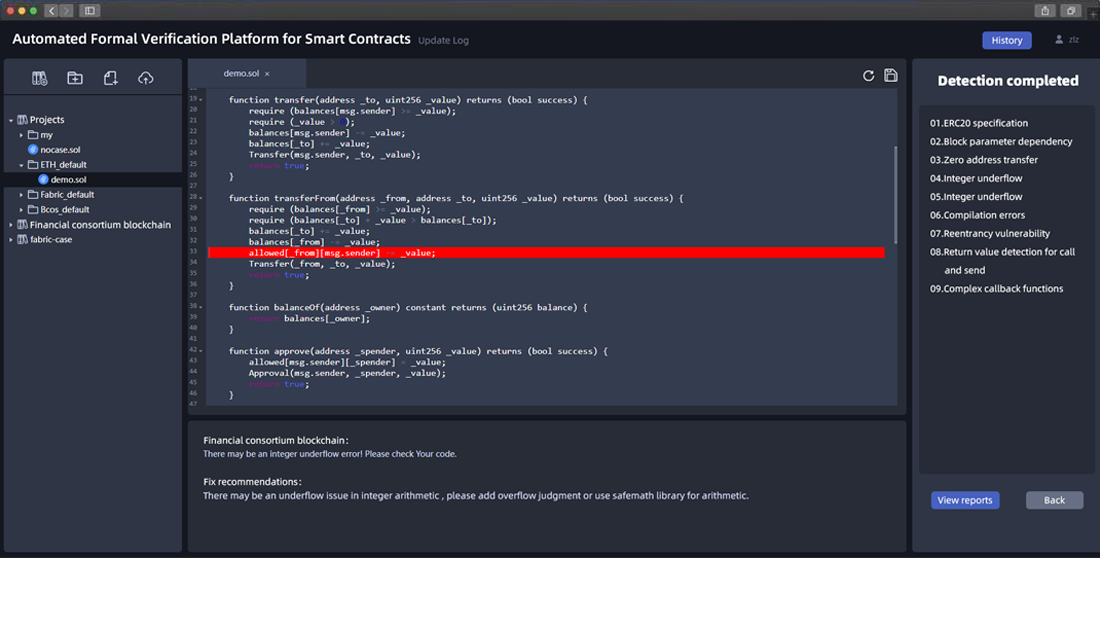 Automated Formal Verification Platform for Smart Contracts Update Log
History
zlz
Projects
my
nocase.sol
ETH_default
demo.sol
Fabric_default
Bcos_default
Financial consortium blockchain
fabric-case
demo.sol ×
19 function transfer(address _to, uint256 _value) returns (bool success) {
20 require (balances[msg.sender] >= _value);
21 require (_value > );
22 balances[msg.sender] -= _value;
23 balances[_to] += _value;
24 Transfer(msg.sender, _to, _value);
25 return true;
26 }
27
28 function transferFrom(address _from, address _to, uint256 _value) returns (bool success) {
29 require (balances[_from] >= _value);
30 require (balances[_to] + _value > balances[_to]);
31 balances[_to] += _value;
32 balances[_from] -= _value;
33 allowed[_from][msg.sender] _value;
34 Transfer(_from, _to, _value);
35 return true;
36 }
37
38 function balanceOf(address _owner) constant returns (uint256 balance) {
39 return balances[_owner];
40 }
41
42 function approve(address _spender, uint256 _value) returns (bool success) {
43 allowed[msg.sender][_spender] = _value;
44 Approval(msg.sender, _spender, _value);
45 return true;
46 }
47
Financial consortium blockchain:
There may be an integer underflow error! Please check Your code.
Fix recommendations:
There may be an underflow issue in integer arithmetic , please add overflow judgment or use safemath library for arithmetic.
Detection completed
01.ERC20 specification
02.Block parameter dependency
03.Zero address transfer
04.Integer underflow
05.Integer underflow
06.Compilation errors
07.Reentrancy vulnerability
08.Return value detection for call
and send
09.Complex callback functions
View reports
Back